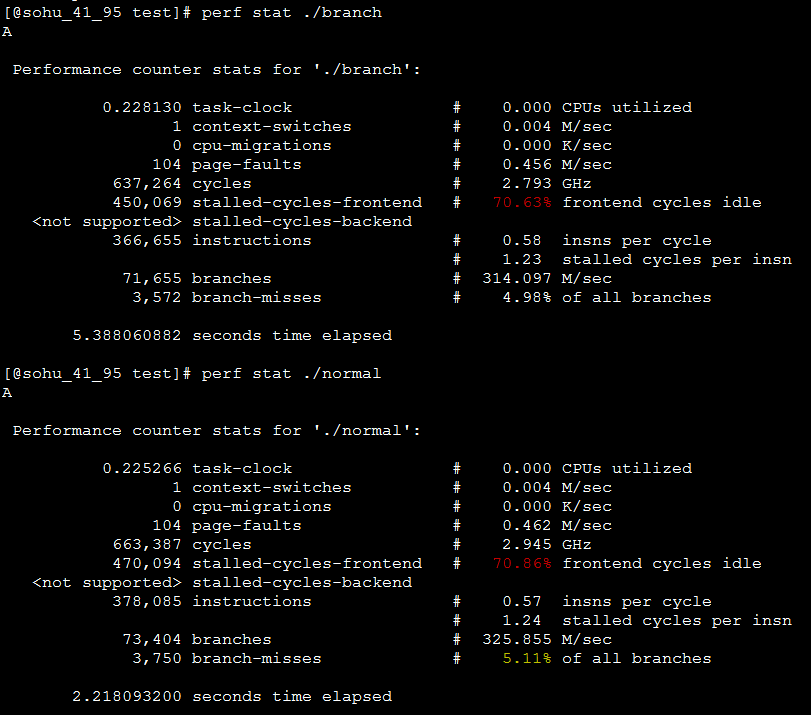 [@sohu_41_95 test]# perf stat ./branch
A
Performance counter stats for './branch':
0.228130 task-clock # 0.000 CPUs utilized
1 context-switches # 0.004 M/sec
0 cpu-migrations # 0.000 K/sec
104 page-faults # 0.456 M/sec
637,264 cycles # 2.793 GHz
450,069 stalled-cycles-frontend # 70.63% frontend cycles idle
<not supported> stalled-cycles-backend
366,655 instructions # 0.58 insns per cycle
# 1.23 stalled cycles per insn
71,655 branches # 314.097 M/sec
3,572 branch-misses # 4.98% of all branches
5.388060882 seconds time elapsed
[@sohu_41_95 test]# perf stat ./normal
A
Performance counter stats for './normal':
0.225266 task-clock # 0.000 CPUs utilized
1 context-switches # 0.004 M/sec
0 cpu-migrations # 0.000 K/sec
104 page-faults # 0.462 M/sec
663,387 cycles # 2.945 GHz
470,094 stalled-cycles-frontend # 70.86% frontend cycles idle
<not supported> stalled-cycles-backend
378,085 instructions # 0.57 insns per cycle
# 1.24 stalled cycles per insn
73,404 branches # 325.855 M/sec
3,750 branch-misses # 5.11% of all branches
2.218093200 seconds time elapsed